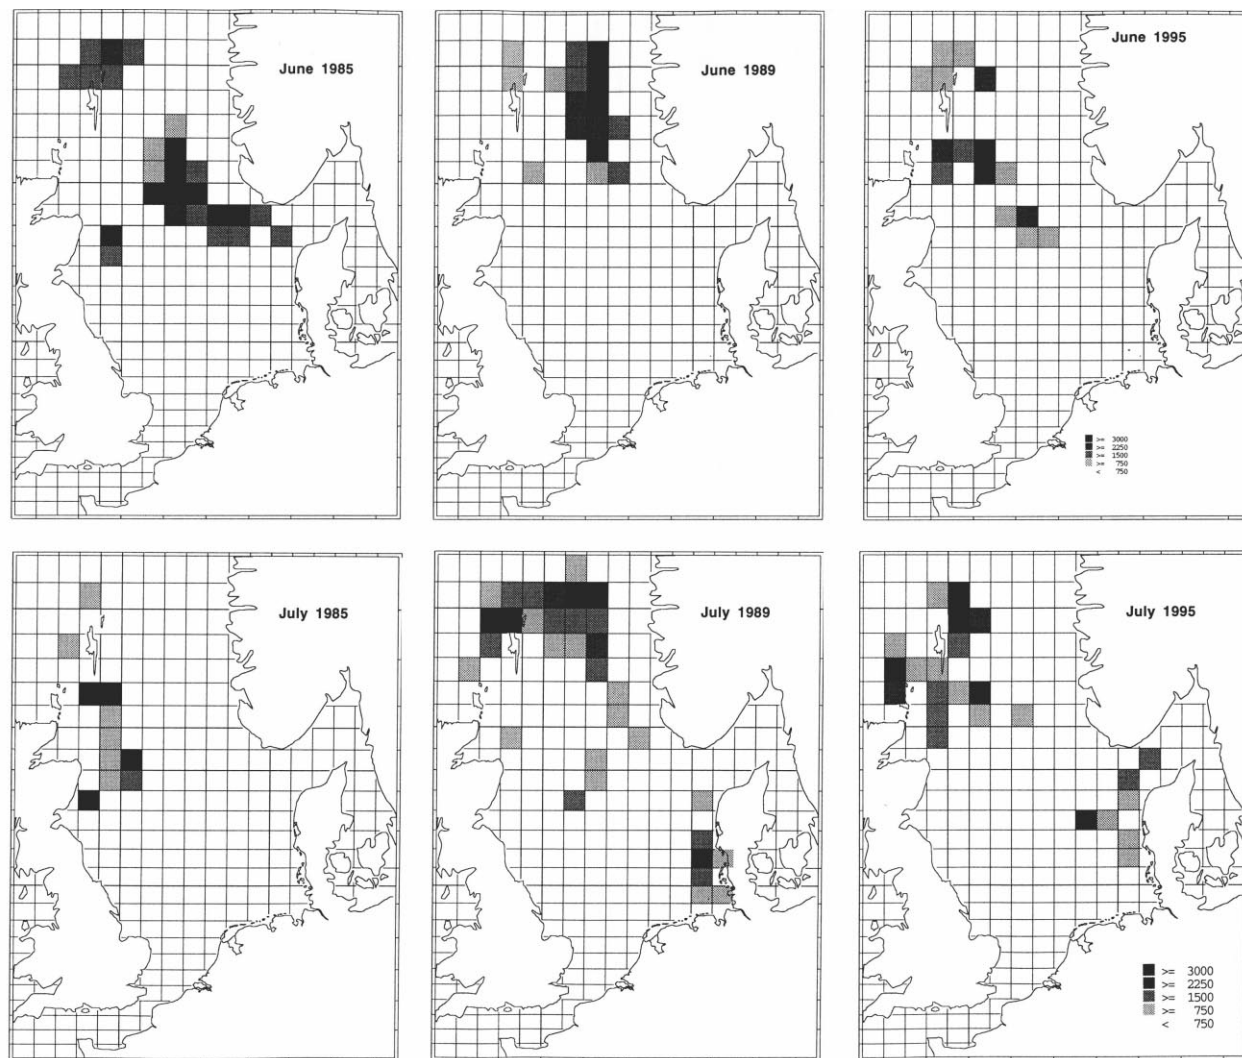 June 1985
June 1989
June 1995
>= 3000
>= 2250
>= 1500
>= 750
< 750
July 1985
July 1989
July 1995
>= 3000
>= 2250
>= 1500
>= 750
< 750